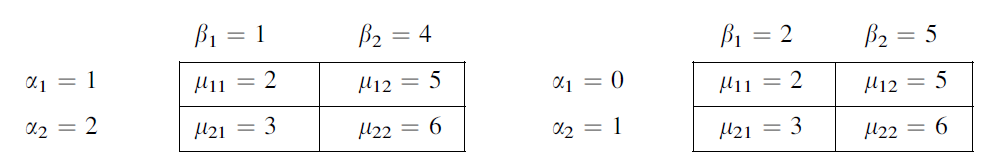 β₁ = 1 β₂ = 4 β₁ = 2 β₂ = 5
α₁ = 1 μ₁₁ = 2 μ₁₂ = 5 α₁ = 0 μ₁₁ = 2 μ₁₂ = 5
α₂ = 2 μ₂₁ = 3 μ₂₂ = 6 α₂ = 1 μ₂₁ = 3 μ₂₂ = 6